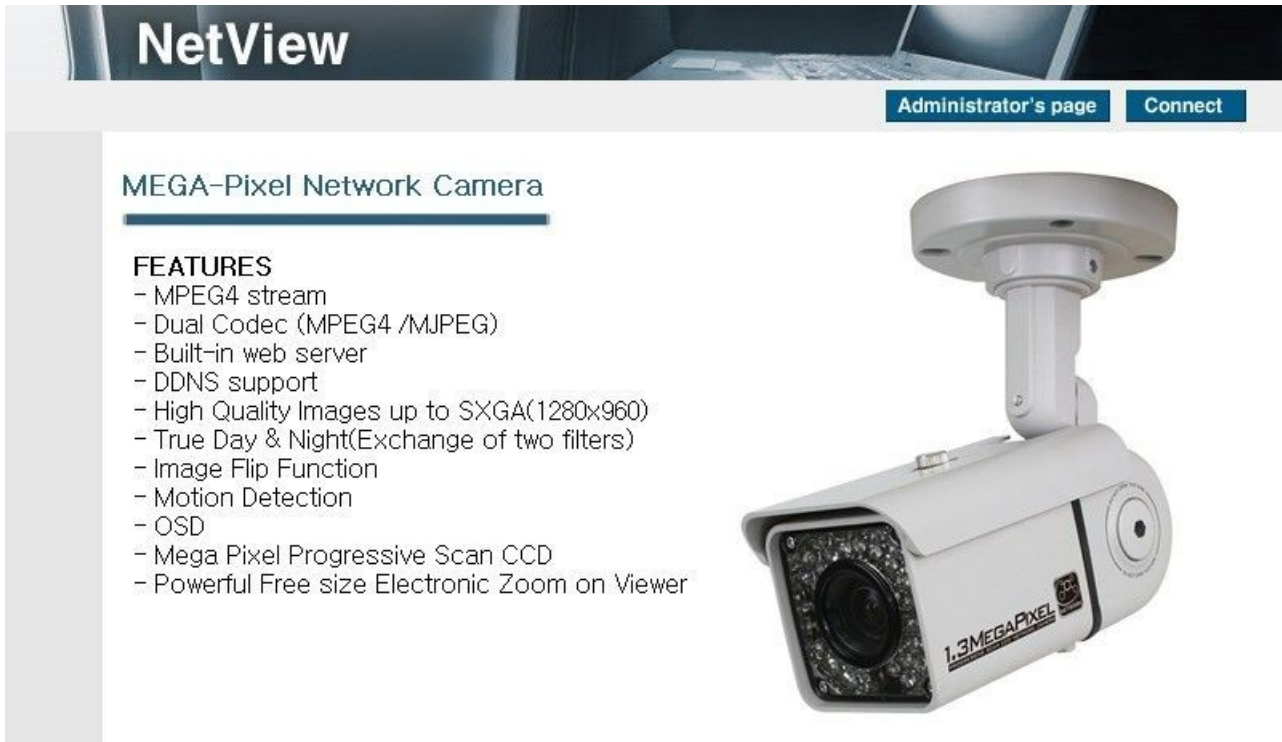 NetView
Administrator's page Connect
MEGA-Pixel Network Camera
FEATURES
- MPEG4 stream
- Dual Codec (MPEG4 /MJPEG)
- Built-in web server
- DDNS support
- High Quality Images up to SXGA(1280x960)
- True Day & Night(Exchange of two filters)
- Image Flip Function
- Motion Detection
- OSD
- Mega Pixel Progressive Scan CCD
- Powerful Free size Electronic Zoom on Viewer
1.3MEGAPIXEL